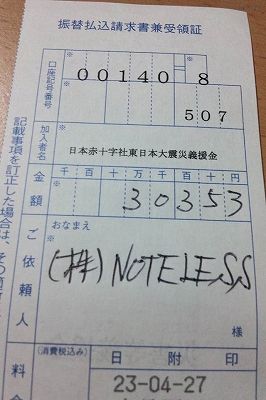 振替払込請求書兼受領証
口座記号番号
00140 8
507
加入者名
日本赤十字社東日本大震災義援金
金額
千 百 十 万 千 百 十 円
30353
おなまえ
ご依頼人
(株) NOTELESS
様
(消費税込み)
日 附 印
料金
23-04-27
記載事項を訂正した場合は、その箇所に